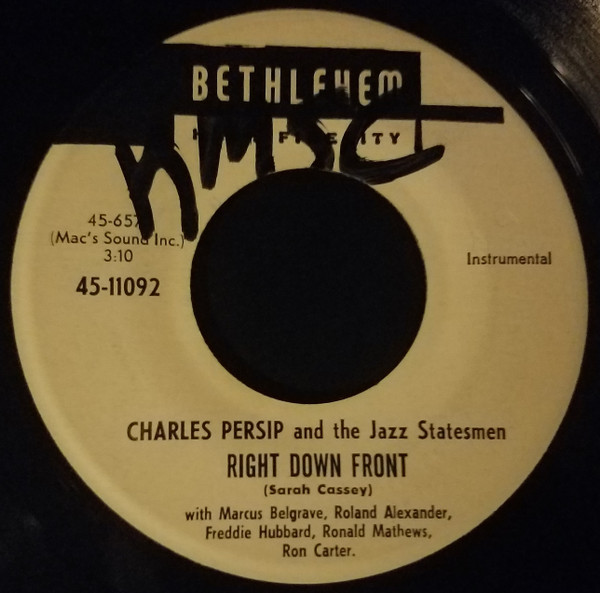 BETHLEHEM
KMSC
45-657
(Mac's Sound Inc.)
3:10
45-11092
Instrumental
CHARLES PERSIP and the Jazz Statesmen
RIGHT DOWN FRONT
(Sarah Cassey)
with Marcus Belgrave, Roland Alexander,
Freddie Hubbard, Ronald Mathews,
Ron Carter.